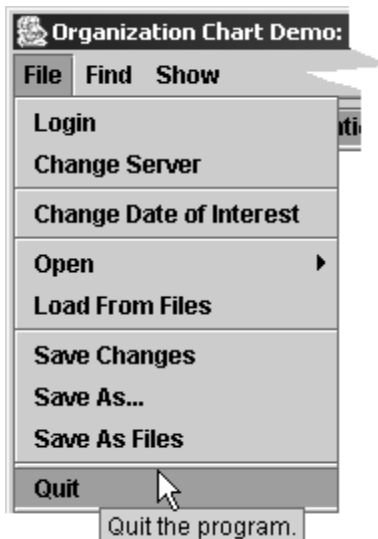 Organization Chart Demo:
File Find Show
Login
Change Server
Change Date of Interest
Open
Load From Files
Save Changes
Save As...
Save As Files
Quit
Quit the program.